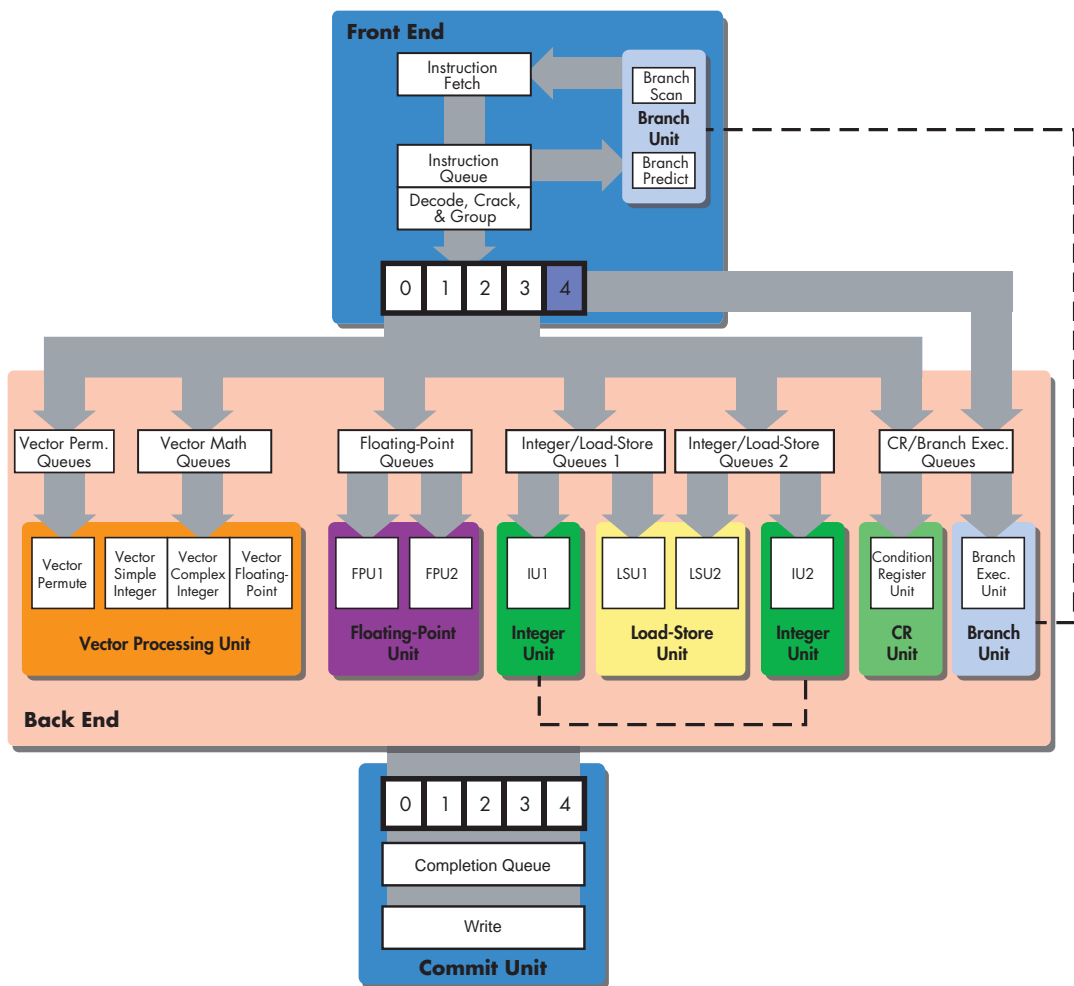 Front End
Instruction
Fetch
Branch
Scan
Branch
Unit
Branch
Predict
Instruction
Queue
Decode, Crack,
& Group
0 1 2 3 4
Vector Perm.
Queues
Vector Math
Queues
Floating-Point
Queues
Integer/Load-Store
Queues 1
Integer/Load-Store
Queues 2
CR/Branch Exec.
Queues
Vector
Permute
Vector
Simple
Integer
Vector
Complex
Integer
Vector
Floating-
Point
Vector Processing Unit
FPU1
FPU2
Floating-Point
Unit
IU1
Integer
Unit
LSU1
LSU2
Load-Store
Unit
IU2
Integer
Unit
Condition
Register
Unit
CR
Unit
Branch
Exec.
Unit
Branch
Unit
Back End
0 1 2 3 4
Completion Queue
Write
Commit Unit